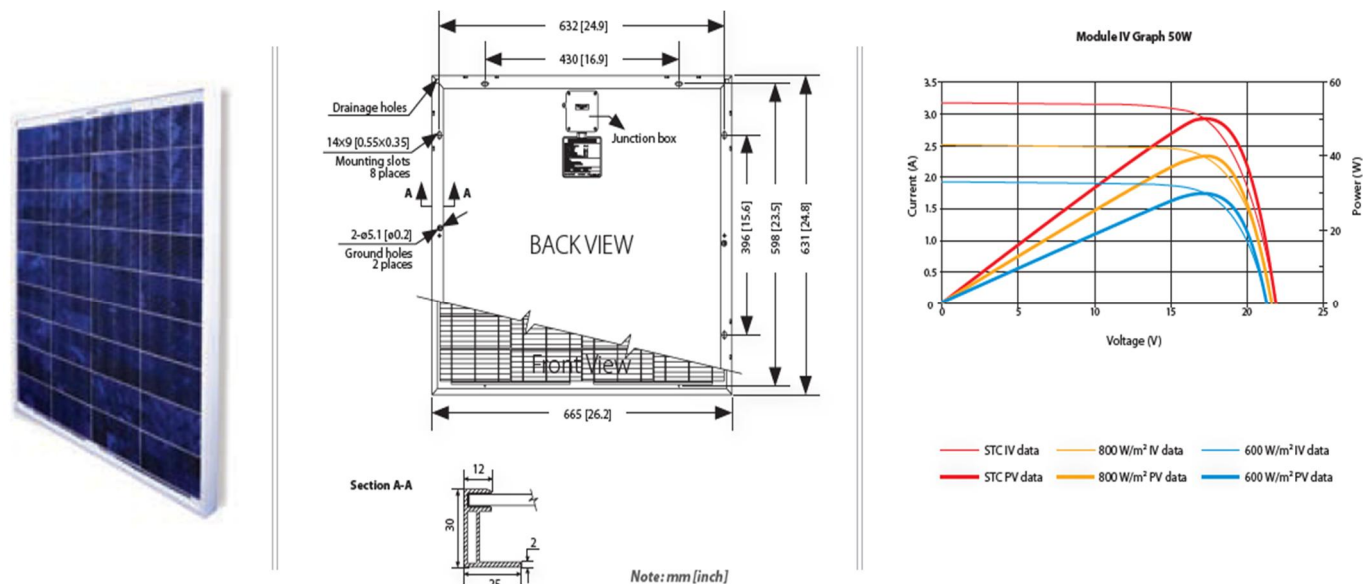 632 [24.9]
430 [16.9]
Drainage holes
14×9 [0.55×0.35]
Mounting slots
8 places
A
A
2-ø5.1 [ø0.2]
Ground holes
2 places
Junction box
BACK VIEW
Front View
396 [15.6]
598 [23.5]
631 [24.8]
665 [26.2]
Section A-A
12
30
2
25
Note: mm [inch]
Module IV Graph 50W
Current (A)
3.5
3.0
2.5
2.0
1.5
1.0
0.5
0
0
5
10
15
20
25
Voltage (V)
60
40
20
0
Power (W)
STC IV data
800 W/m² IV data
600 W/m² IV data
STC PV data
800 W/m² PV data
600 W/m² PV data